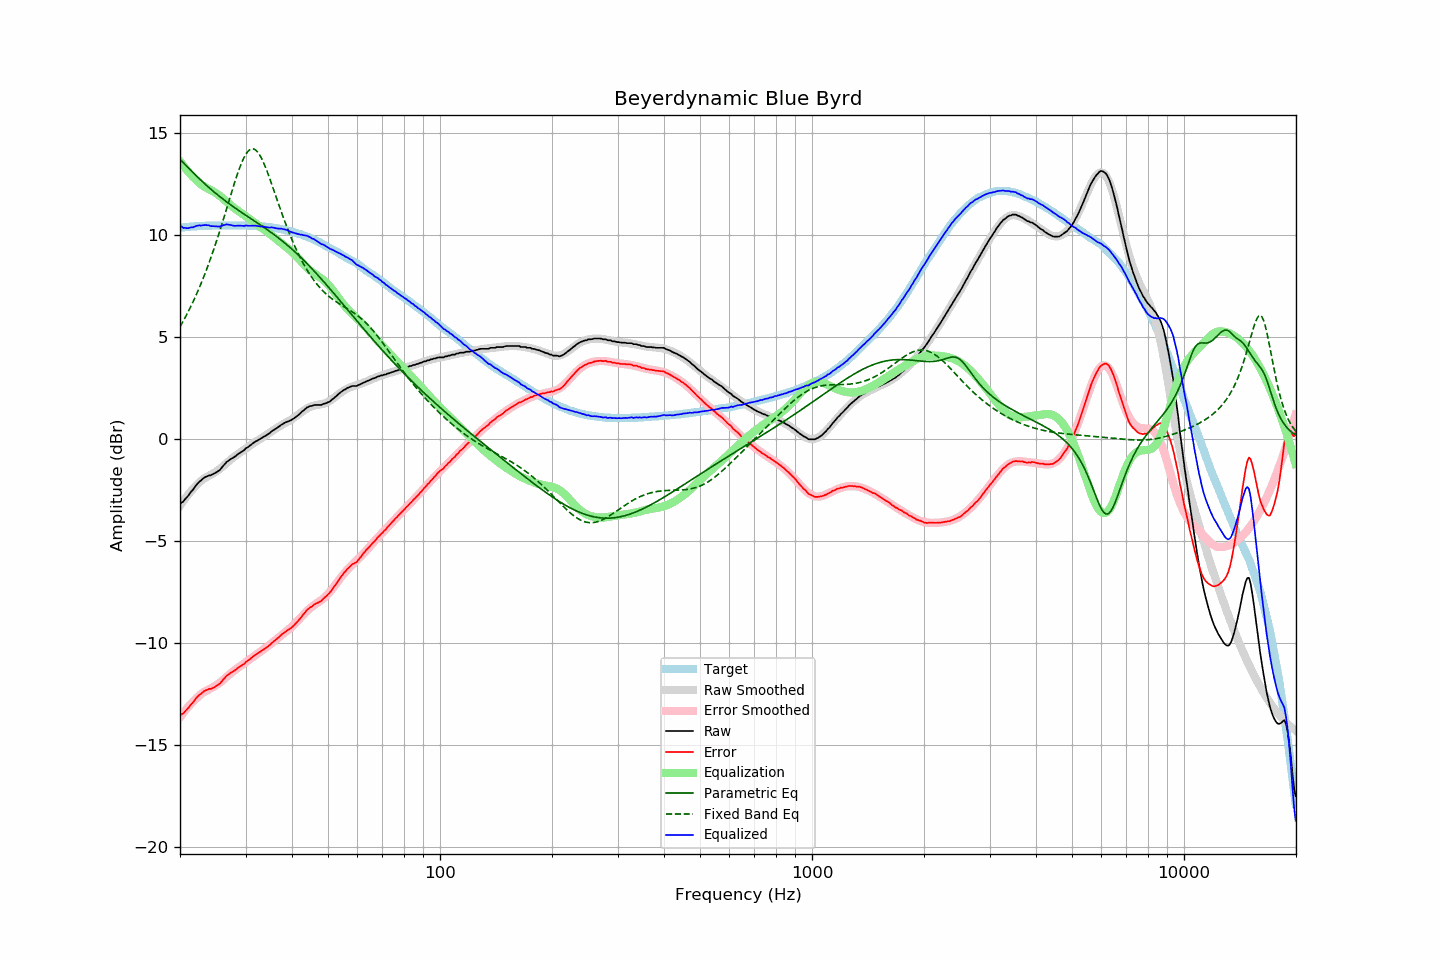 Beyerdynamic Blue Byrd
15
10
5
0
−5
−10
−15
−20
Amplitude (dBr)
100
1000
10000
Frequency (Hz)
Target
Raw Smoothed
Error Smoothed
Raw
Error
Equalization
Parametric Eq
Fixed Band Eq
Equalized